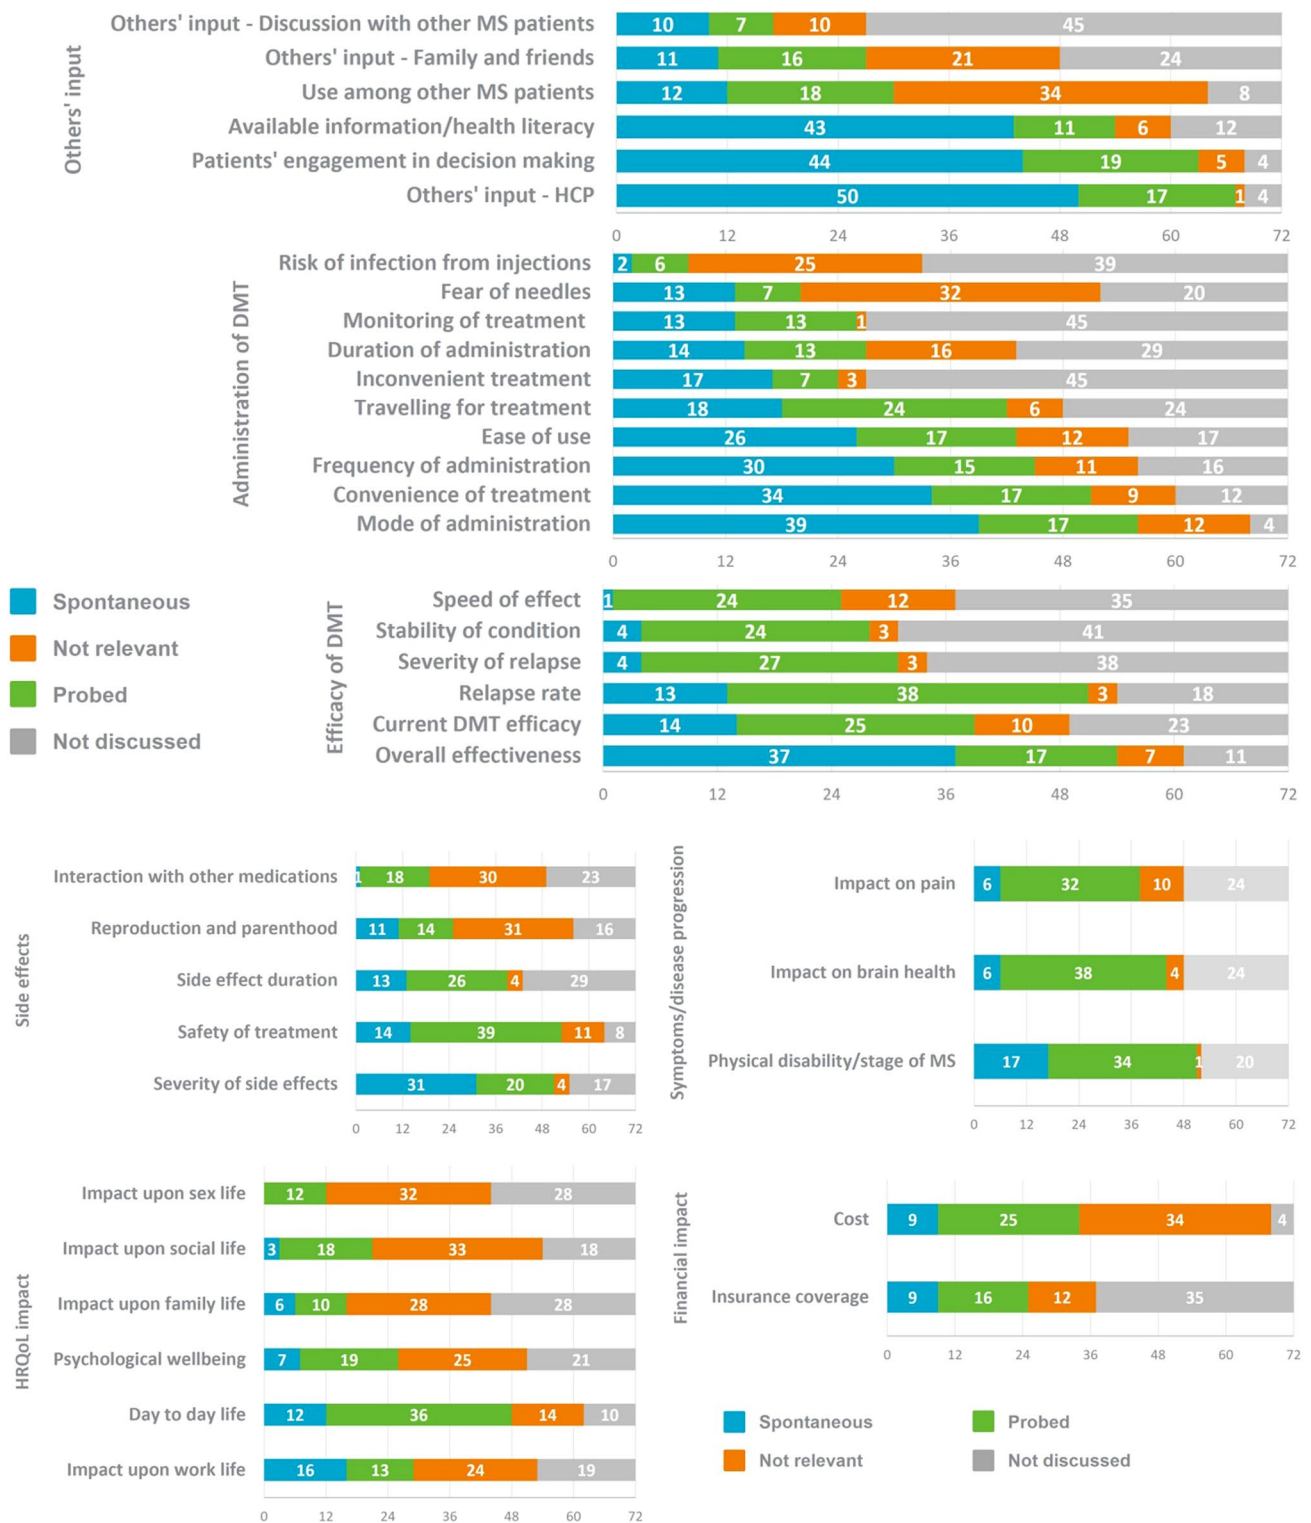 Others' input
Others' input - Discussion with other MS patients 10 7 10 45
Others' input - Family and friends 11 16 21 24
Use among other MS patients 12 18 34 8
Available information/health literacy 43 11 6 12
Patients' engagement in decision making 44 19 5 4
Others' input - HCP 50 17 1 4
0 12 24 36 48 60 72
Administration of DMT
Risk of infection from injections 2 6 25 39
Fear of needles 13 7 32 20
Monitoring of treatment 13 13 1 45
Duration of administration 14 13 16 29
Inconvenient treatment 17 7 3 45
Travelling for treatment 18 24 6 24
Ease of use 26 17 12 17
Frequency of administration 30 15 11 16
Convenience of treatment 34 17 9 12
Mode of administration 39 17 12 4
0 12 24 36 48 60 72
Spontaneous
Not relevant
Probed
Not discussed
Efficacy of DMT
Speed of effect 1 24 12 35
Stability of condition 4 24 3 41
Severity of relapse 4 27 3 38
Relapse rate 13 38 3 18
Current DMT efficacy 14 25 10 23
Overall effectiveness 37 17 7 11
0 12 24 36 48 60 72
Side effects
Interaction with other medications 1 18 30 23
Reproduction and parenthood 11 14 31 16
Side effect duration 13 26 4 29
Safety of treatment 14 39 11 8
Severity of side effects 31 20 4 17
0 12 24 36 48 60 72
Symptoms/disease progression
Impact on pain 6 32 10 24
Impact on brain health 6 38 4 24
Physical disability/stage of MS 17 34 1 20
0 12 24 36 48 60 72
HRQoL impact
Impact upon sex life 12 32 28
Impact upon social life 3 18 33 18
Impact upon family life 6 10 28 28
Psychological wellbeing 7 19 25 21
Day to day life 12 36 14 10
Impact upon work life 16 13 24 19
0 12 24 36 48 60 72
Financial impact
Cost 9 25 34 4
Insurance coverage 9 16 12 35
0 12 24 36 48 60 72
Spontaneous Probed
Not relevant Not discussed